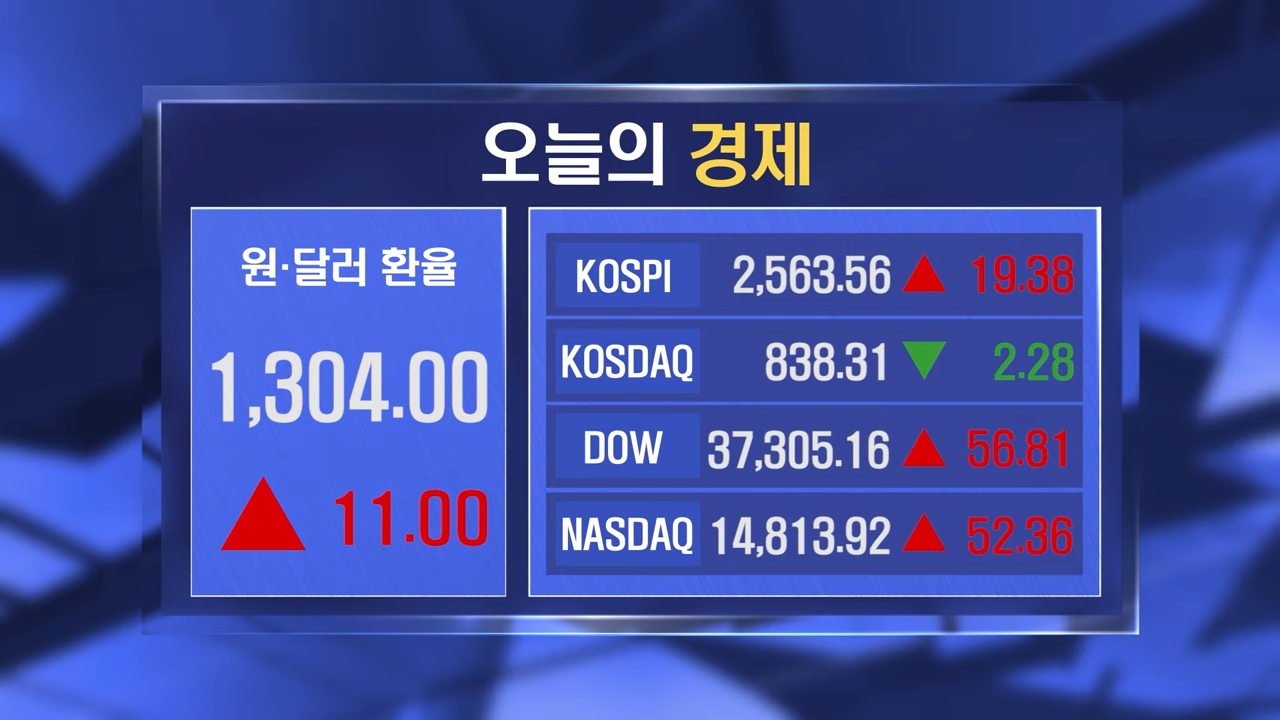 오늘의 경제
원·달러 환율
1,304.00
▲ 11.00
KOSPI 2,563.56 ▲ 19.38
KOSDAQ 838.31 ▼ 2.28
DOW 37,305.16 ▲ 56.81
NASDAQ 14,813.92 ▲ 52.36